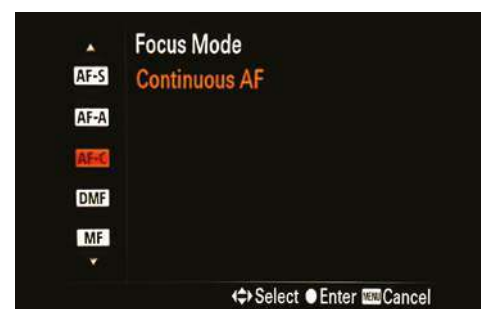 Focus Mode
AF-S
Continuous AF
AF-A
AF-C
DMF
MF
Select Enter MENU Cancel